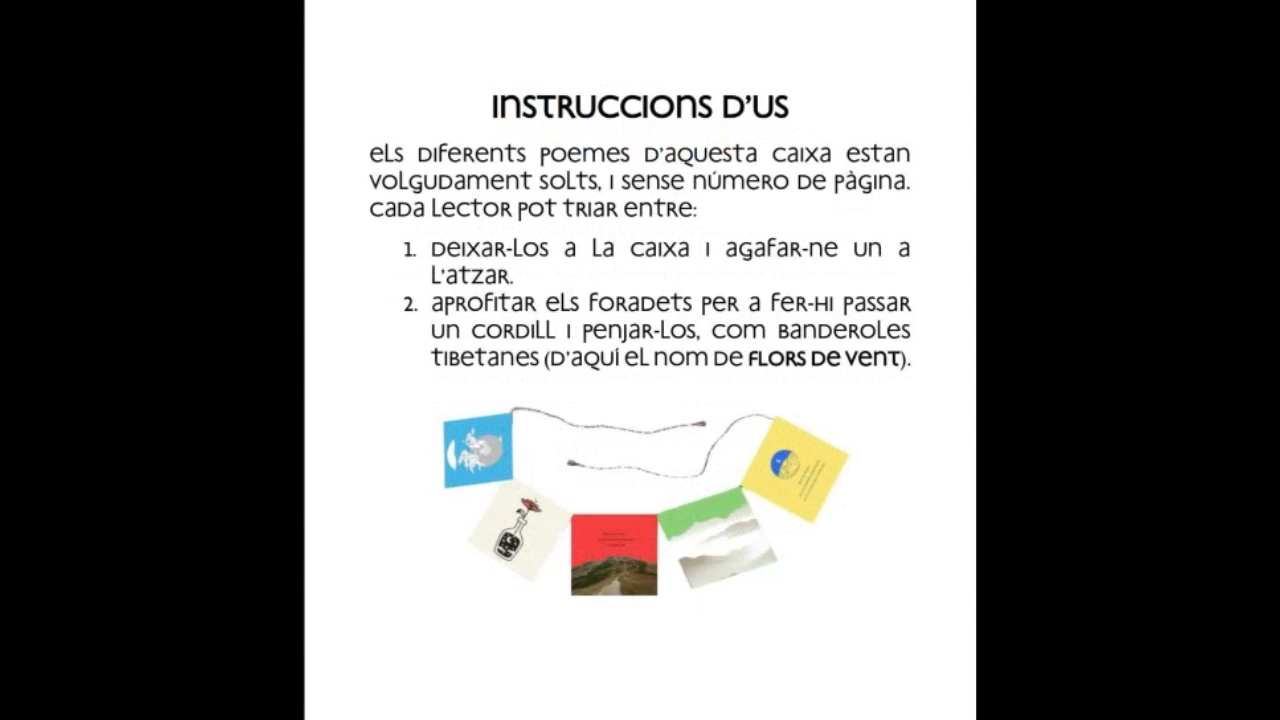 INSTRUCCIONS D'US
els diferents poemes d'aquesta caixa estan
volgudament solts, i sense número de pàgina.
cada lector pot triar entre:
1. deixar-los a la caixa i agafar-ne un a
l'atzar.
2. aprofitar els foradets per a fer-hi passar
un cordill i penjar-los, com banderoles
tibetanes (d'aquí el nom de FLORS DE VENT).